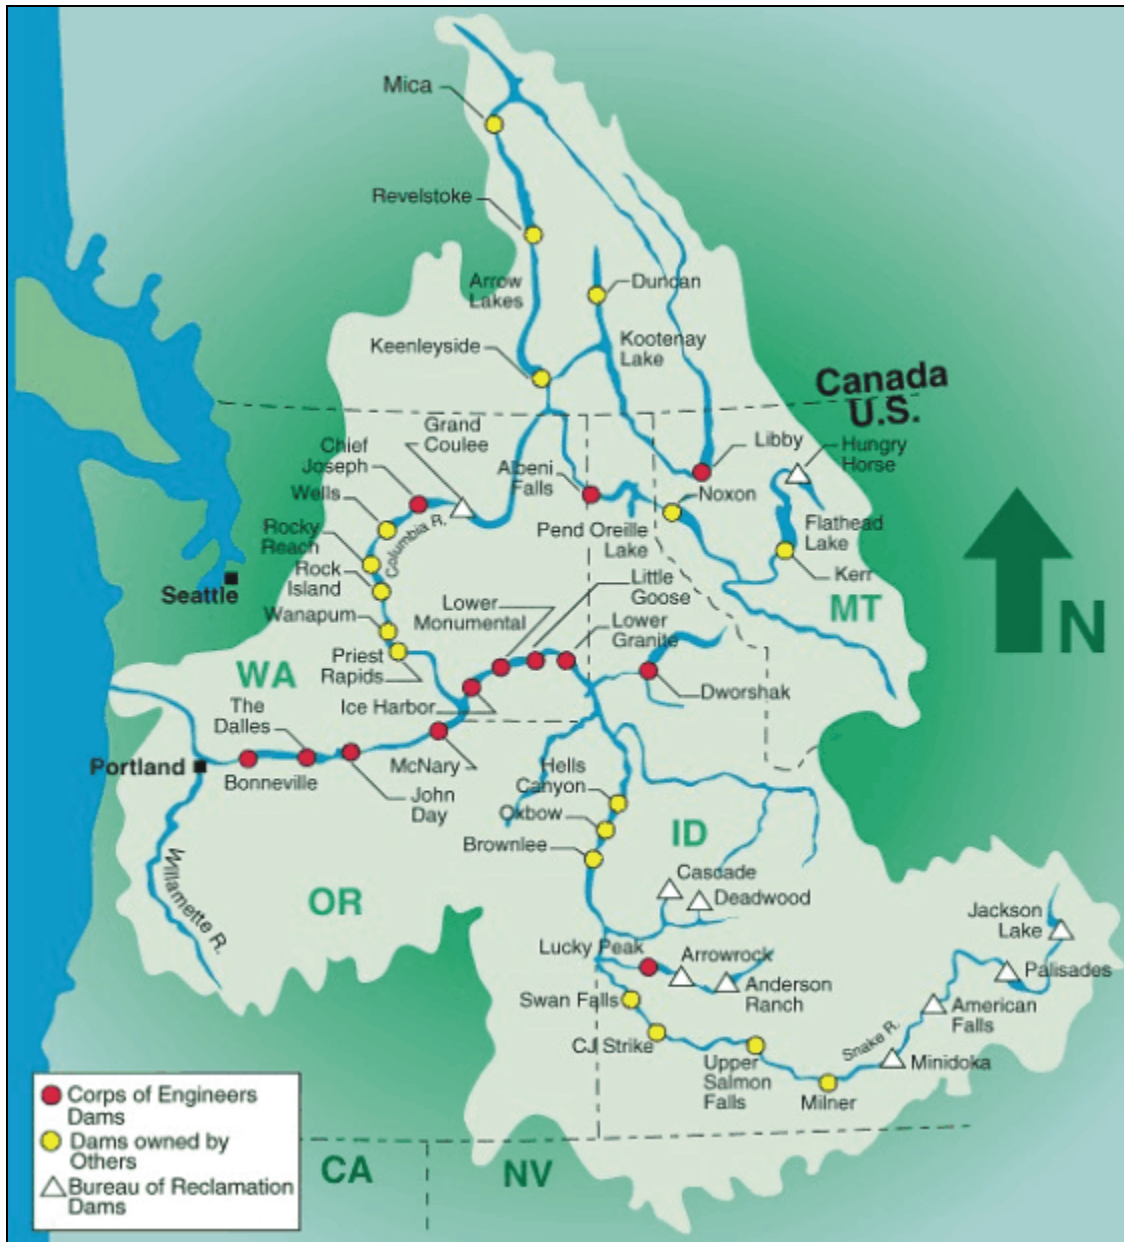 Mica
Revelstoke
Arrow
Lakes
Duncan
Keenleyside
Kootenay
Lake
Canada
U.S.
Grand
Coulee
Chief
Joseph
Libby
Hungry
Horse
Albeni
Falls
Wells
Noxon
Columbia R.
Rocky
Reach
Pend Oreille
Lake
Flathead
Lake
Rock
Island
Kerr
Seattle
Little
Goose
Wanapum
Lower
Monumental
Lower
Granite
MT
N
Priest
Rapids
WA
Ice Harbor
Dworshak
The
Dalles
Portland
Bonneville
McNary
John
Day
Hells
Canyon
Oxbow
Brownlee
ID
Willamette R.
OR
Cascade
Deadwood
Jackson
Lake
Lucky Peak
Arrowrock
Palisades
Anderson
Ranch
Swan Falls
American
Falls
CJ Strike
Snake R.
Upper
Salmon
Falls
Minidoka
Milner
Corps of Engineers
Dams
Dams owned by
Others
Bureau of Reclamation
Dams
CA
NV